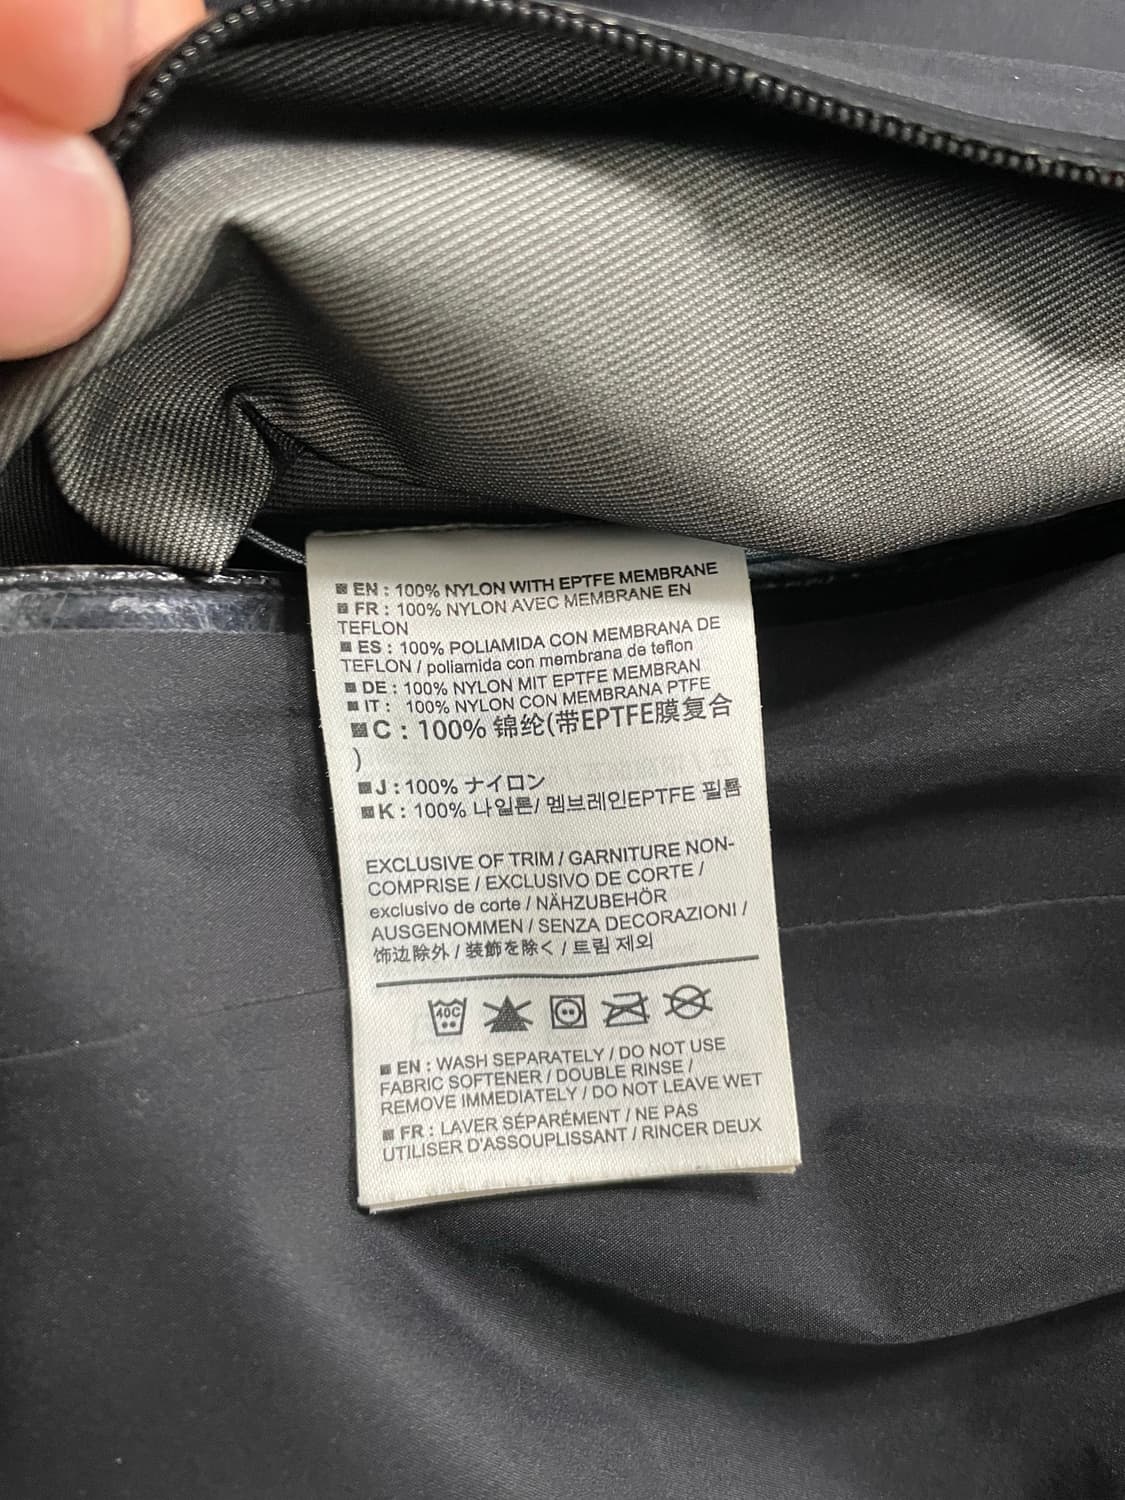 EN : 100% NYLON WITH EPTFE MEMBRANE
FR : 100% NYLON AVEC MEMBRANE EN
TEFLON
ES : 100% POLIAMIDA CON MEMBRANA DE
TEFLON / poliamida con membrana de teflon
DE : 100% NYLON MIT EPTFE MEMBRAN
IT : 100% NYLON CON MEMBRANA PTFE
C : 100% 锦纶(带EPTFE膜复合
)
J : 100% ナイロン
K : 100% 나일론/ 멤브레인EPTFE 필름
EXCLUSIVE OF TRIM / GARNITURE NON-
COMPRISE / EXCLUSIVO DE CORTE /
exclusivo de corte / NÄHZUBEHÖR
AUSGENOMMEN / SENZA DECORAZIONI /
饰边除外 / 装飾を除く / 트림 제외
40C
EN : WASH SEPARATELY / DO NOT USE
FABRIC SOFTENER / DOUBLE RINSE /
REMOVE IMMEDIATELY / DO NOT LEAVE WET
FR : LAVER SÉPARÉMENT / NE PAS
UTILISER D'ASSOUPLISSANT / RINCER DEUX